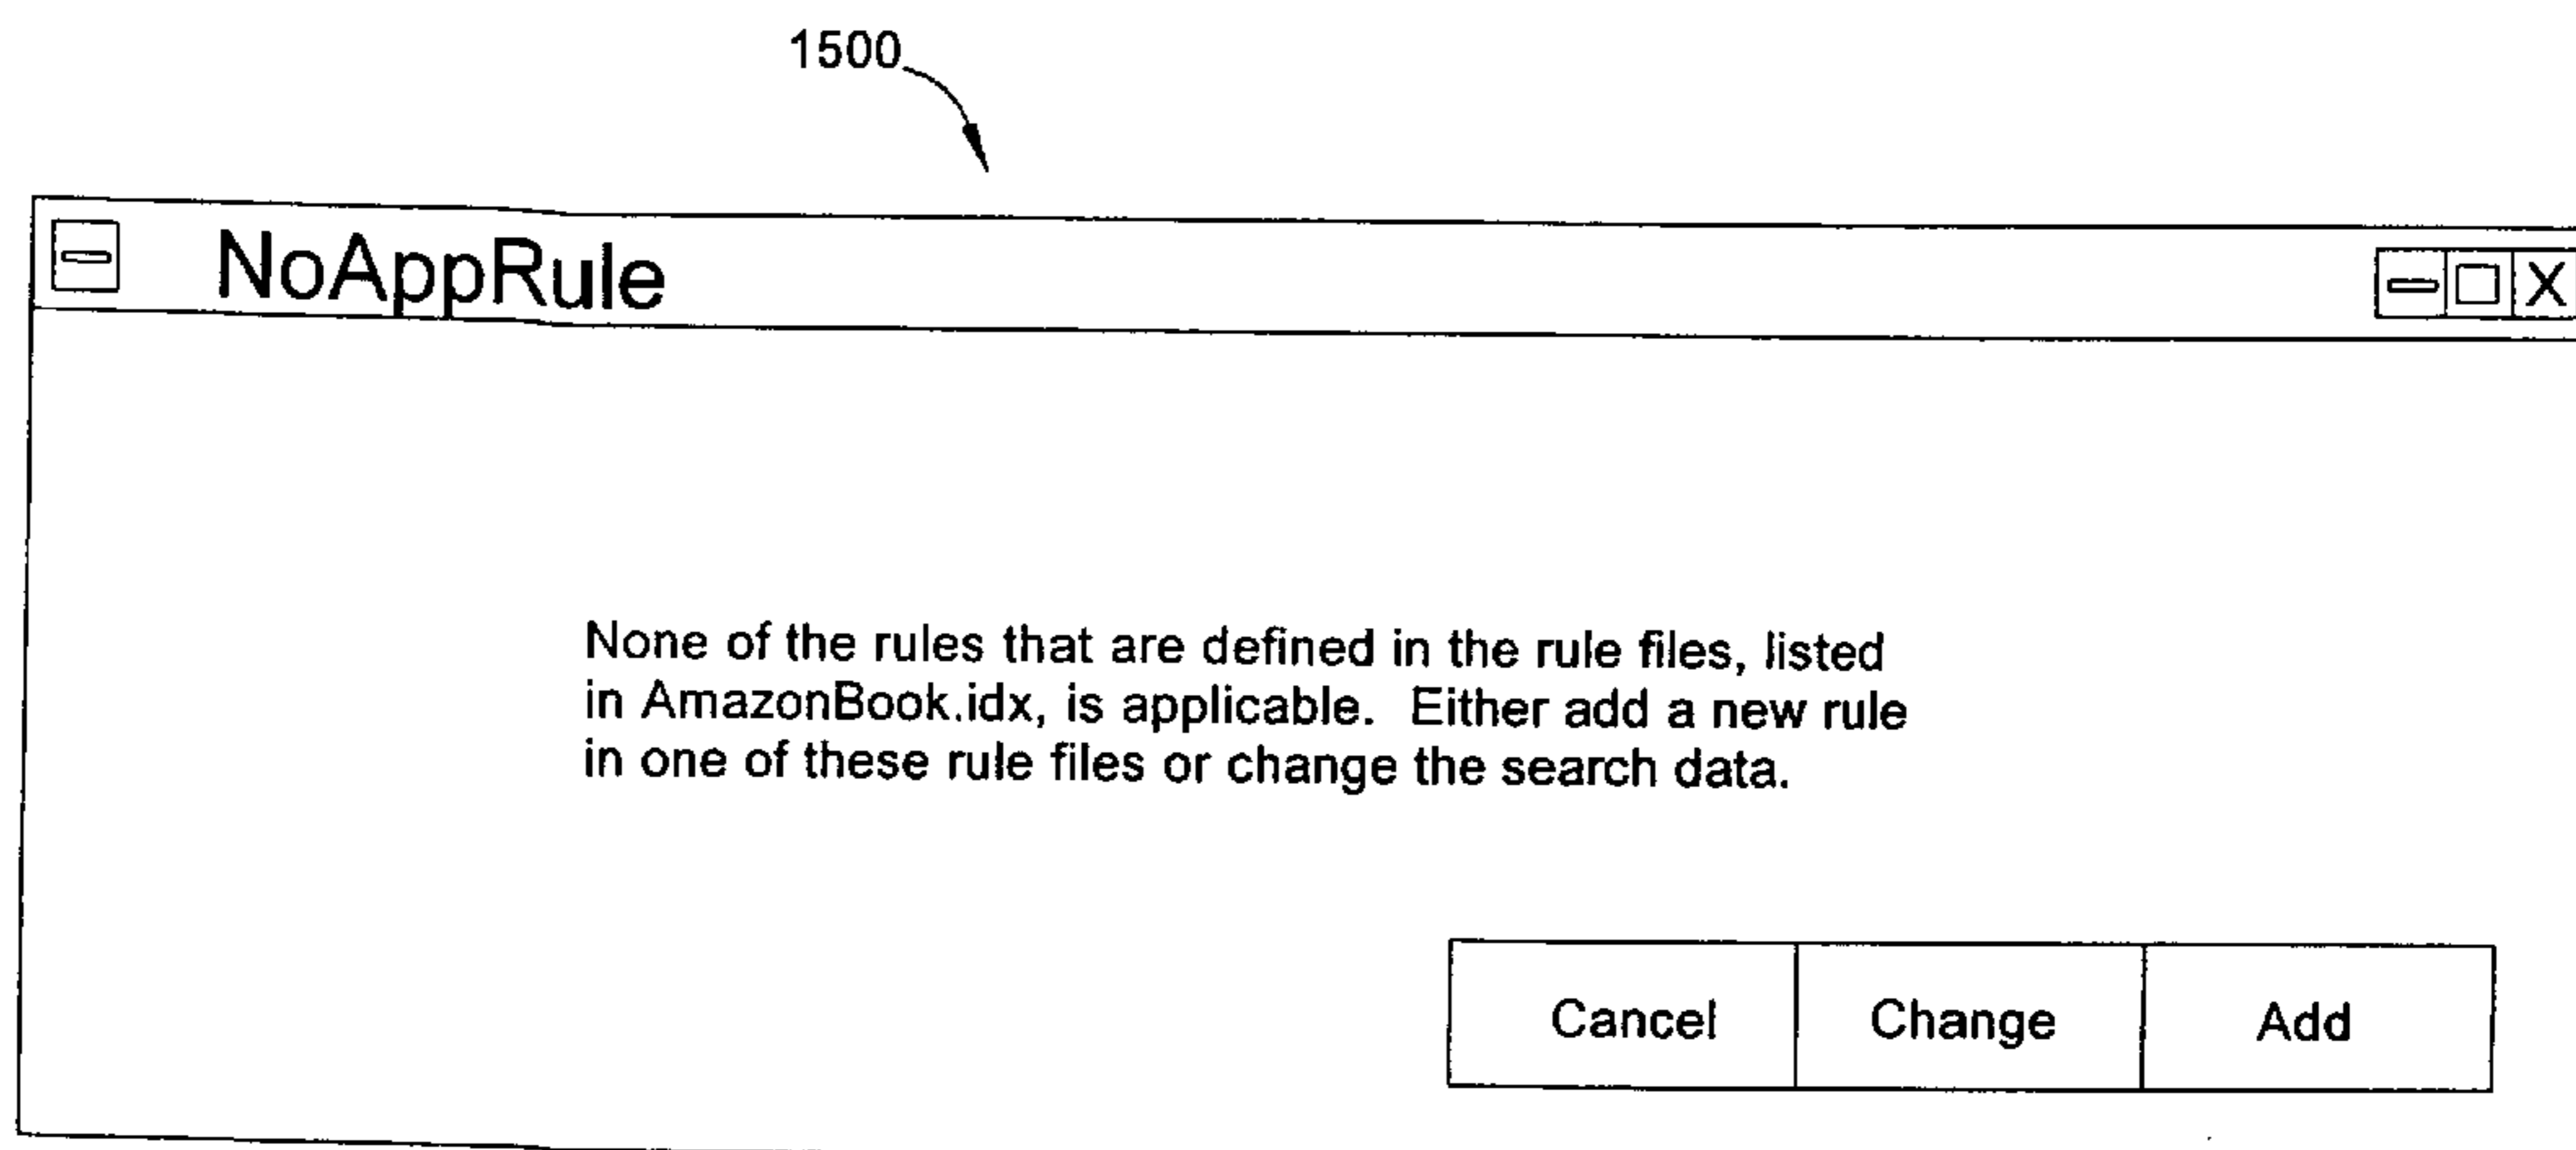 1500
NoAppRule
X
None of the rules that are defined in the rule files, listed
in AmazonBook.idx, is applicable.  Either add a new rule
in one of these rule files or change the search data.
Cancel Change Add